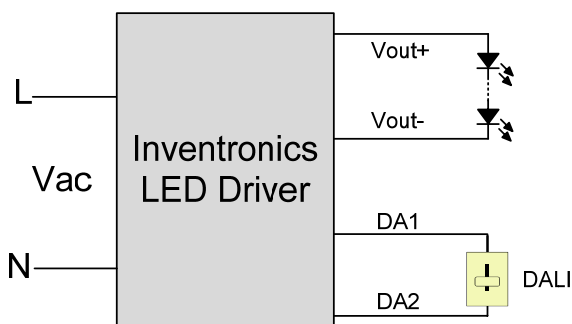 Vout+
L
Vout-
Inventronics
LED Driver
Vac
DA1
N
DALI
DA2